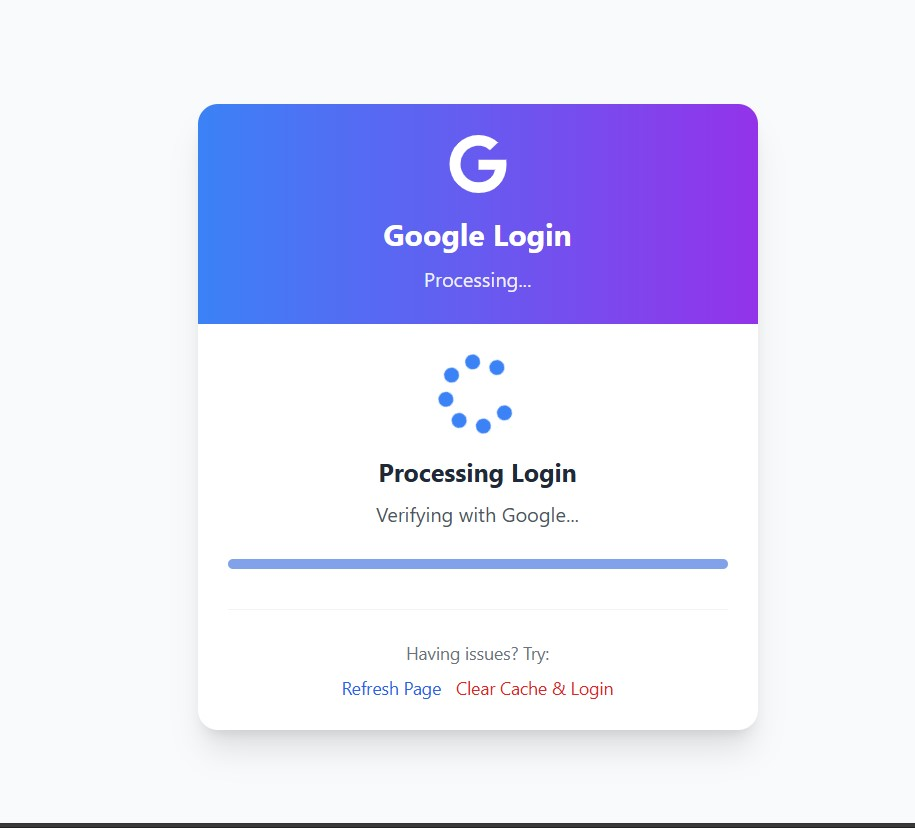 Google Login
Processing...
Processing Login
Verifying with Google...
Having issues? Try:
Refresh Page Clear Cache & Login